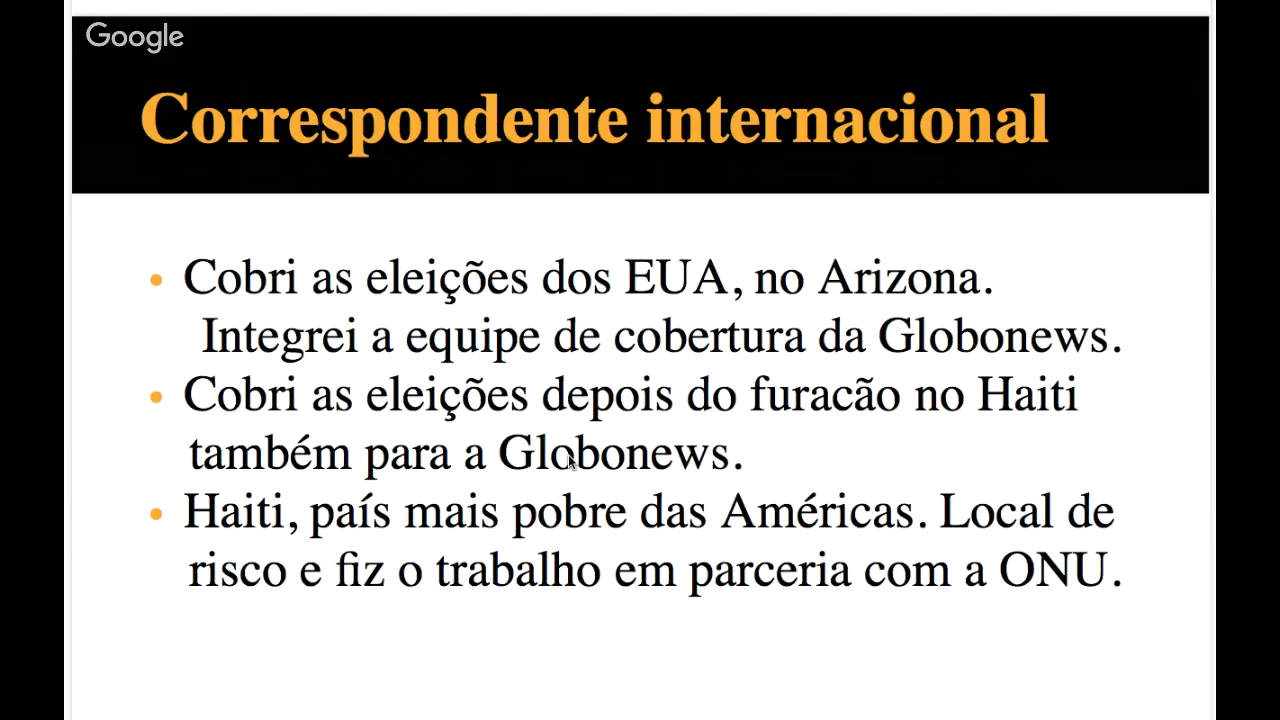 Google
Correspondente internacional
• Cobri as eleições dos EUA, no Arizona.
Integrei a equipe de cobertura da Globonews.
• Cobri as eleições depois do furacão no Haiti
também para a Globonews.
• Haiti, país mais pobre das Américas. Local de
risco e fiz o trabalho em parceria com a ONU.